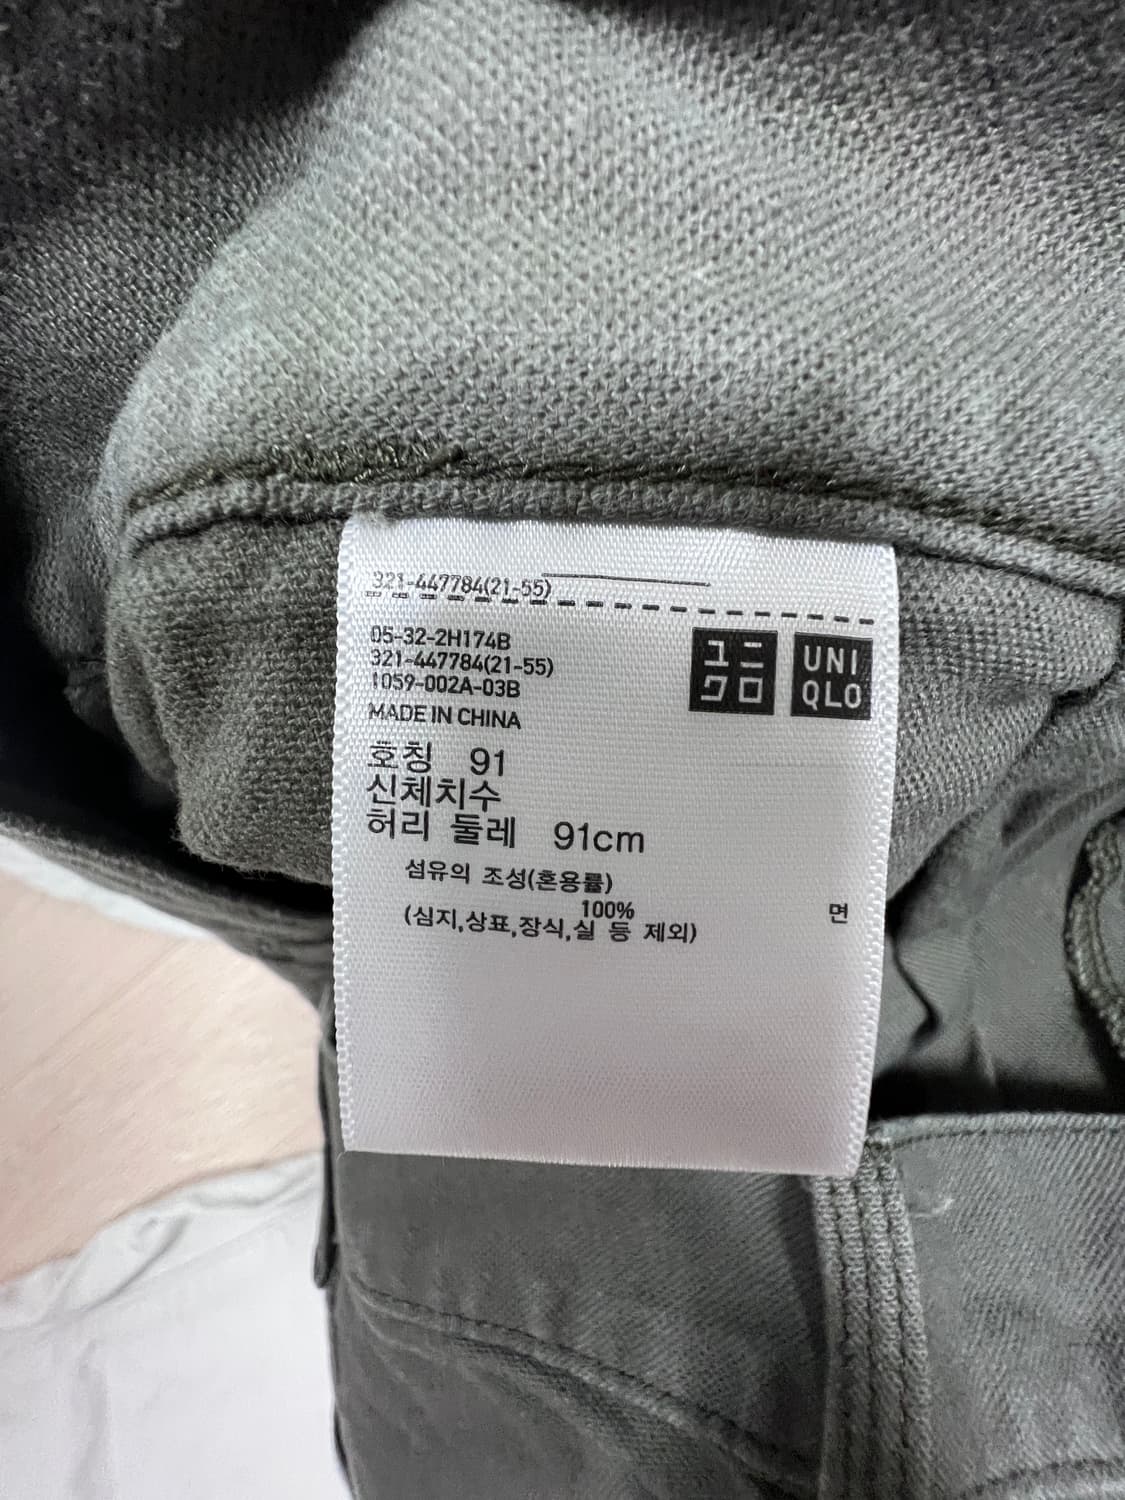 321-447784(21-55)
05-32-2H174B
321-447784(21-55)
1059-002A-03B
MADE IN CHINA
ユニ
クロ
UNI
QLO
호칭 91
신체치수
허리 둘레 91cm
섬유의 조성(혼용률)
100% 면
(심지,상표,장식,실 등 제외)